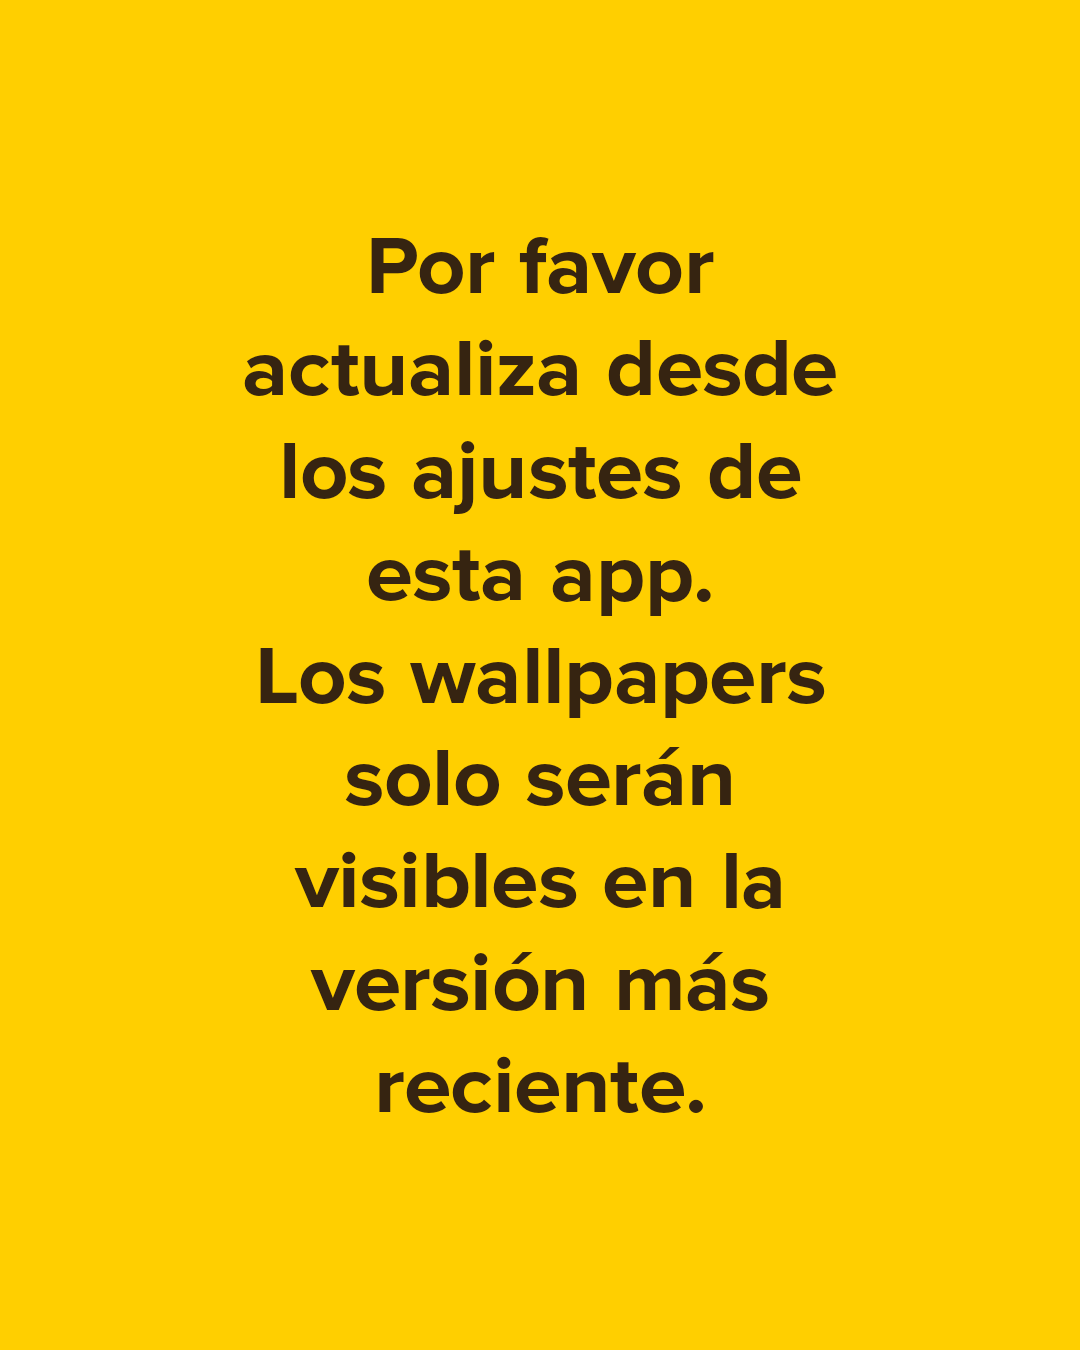 Por favor
actualiza desde
los ajustes de
esta app.
Los wallpapers
solo serán
visibles en la
versión más
reciente.